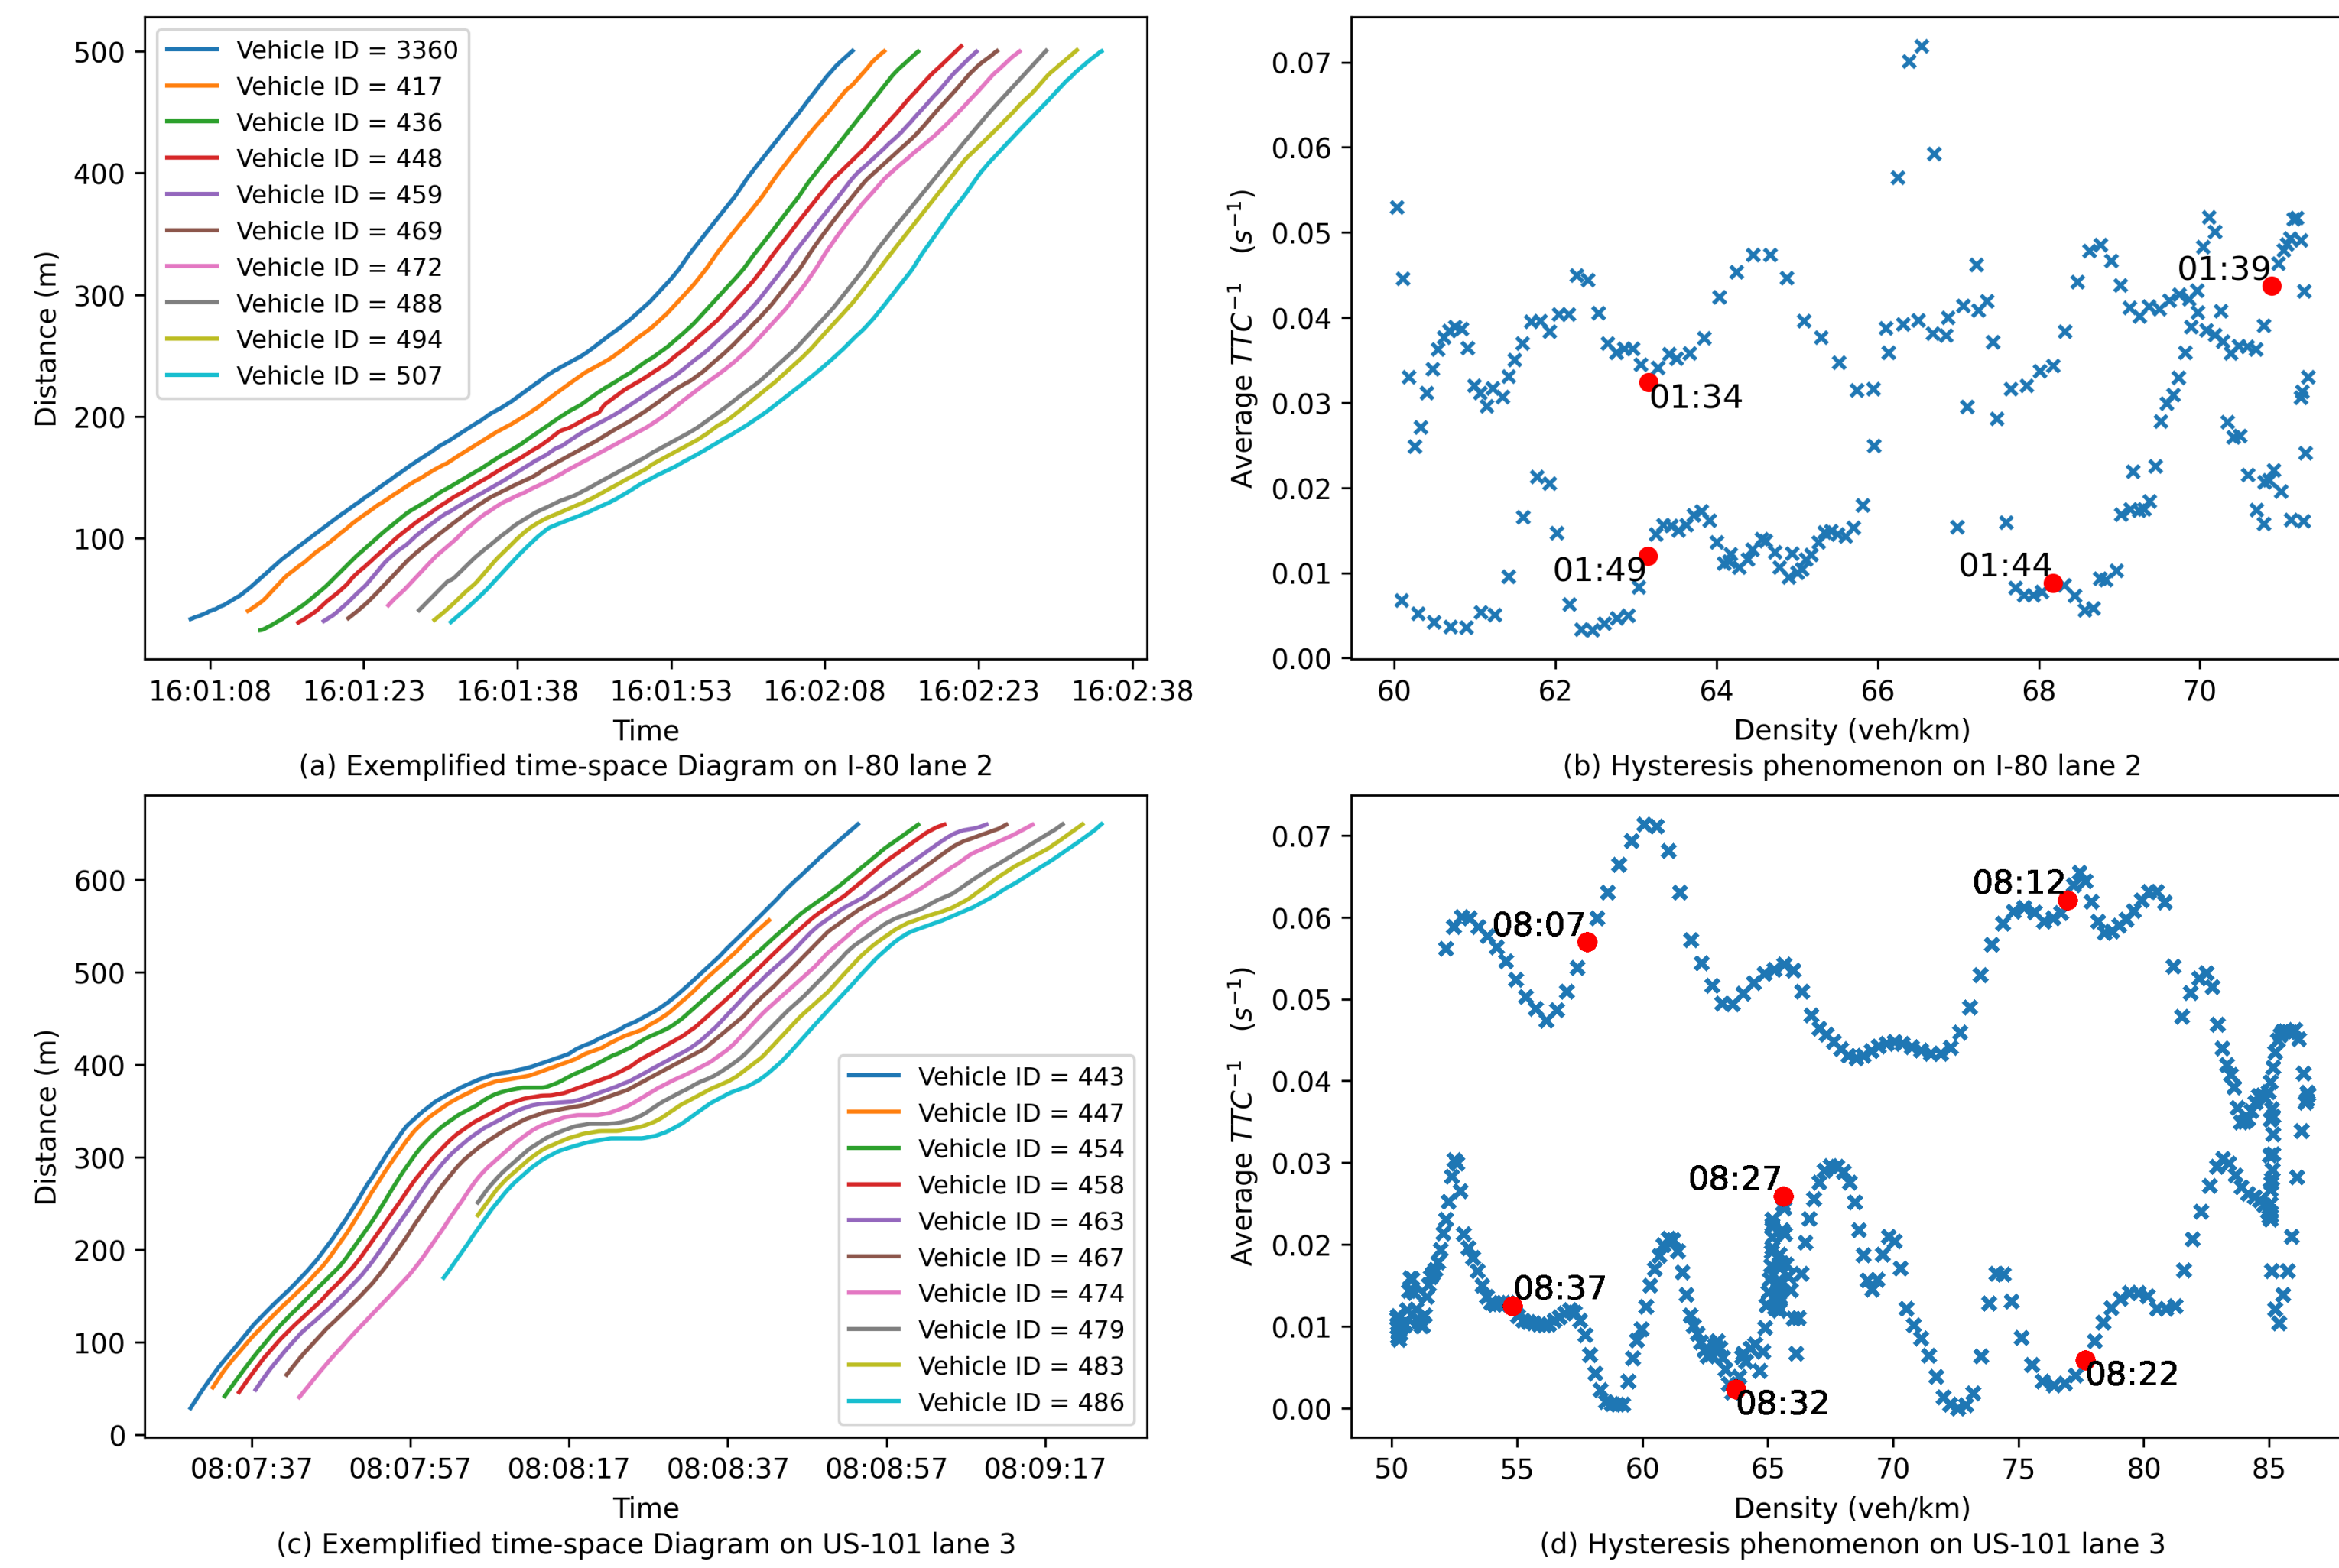 500
400
300
200
100
Distance (m)
Vehicle ID = 3360
Vehicle ID = 417
Vehicle ID = 436
Vehicle ID = 448
Vehicle ID = 459
Vehicle ID = 469
Vehicle ID = 472
Vehicle ID = 488
Vehicle ID = 494
Vehicle ID = 507
16:01:08 16:01:23 16:01:38 16:01:53 16:02:08 16:02:23 16:02:38
Time
(a) Exemplified time-space Diagram on I-80 lane 2
0.07
0.06
0.05
0.04
0.03
0.02
0.01
0.00
Average TTC⁻¹ (s⁻¹)
01:39
01:34
01:49
01:44
60 62 64 66 68 70
Density (veh/km)
(b) Hysteresis phenomenon on I-80 lane 2
600
500
400
300
200
100
0
Distance (m)
Vehicle ID = 443
Vehicle ID = 447
Vehicle ID = 454
Vehicle ID = 458
Vehicle ID = 463
Vehicle ID = 467
Vehicle ID = 474
Vehicle ID = 479
Vehicle ID = 483
Vehicle ID = 486
08:07:37 08:07:57 08:08:17 08:08:37 08:08:57 08:09:17
Time
(c) Exemplified time-space Diagram on US-101 lane 3
0.07
0.06
0.05
0.04
0.03
0.02
0.01
0.00
Average TTC⁻¹ (s⁻¹)
08:12
08:07
08:27
08:37
08:22
08:32
50 55 60 65 70 75 80 85
Density (veh/km)
(d) Hysteresis phenomenon on US-101 lane 3